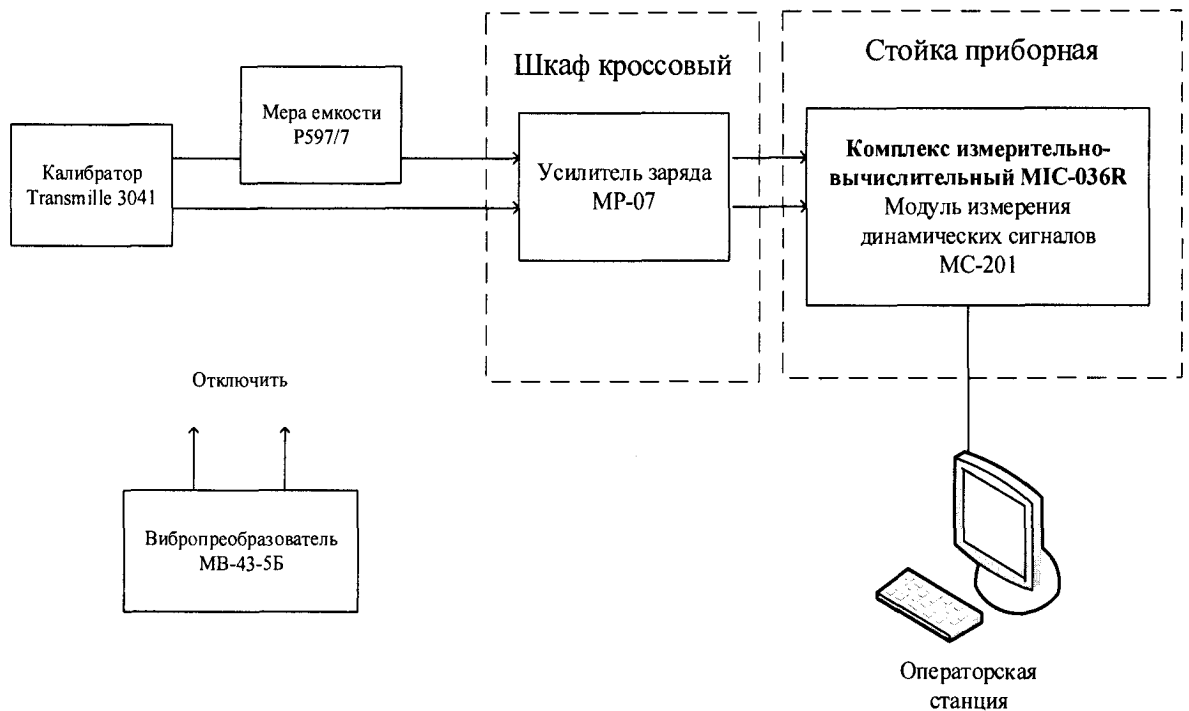 Шкаф кроссовый
Стойка приборная
Мера емкости
Р597/7
Калибратор
Transmille 3041
Усилитель заряда
МР-07
Комплекс измерительно-
вычислительный MIC-036R
Модуль измерения
динамических сигналов
МС-201
Отключить
Вибропреобразователь
МВ-43-5Б
Операторская
станция